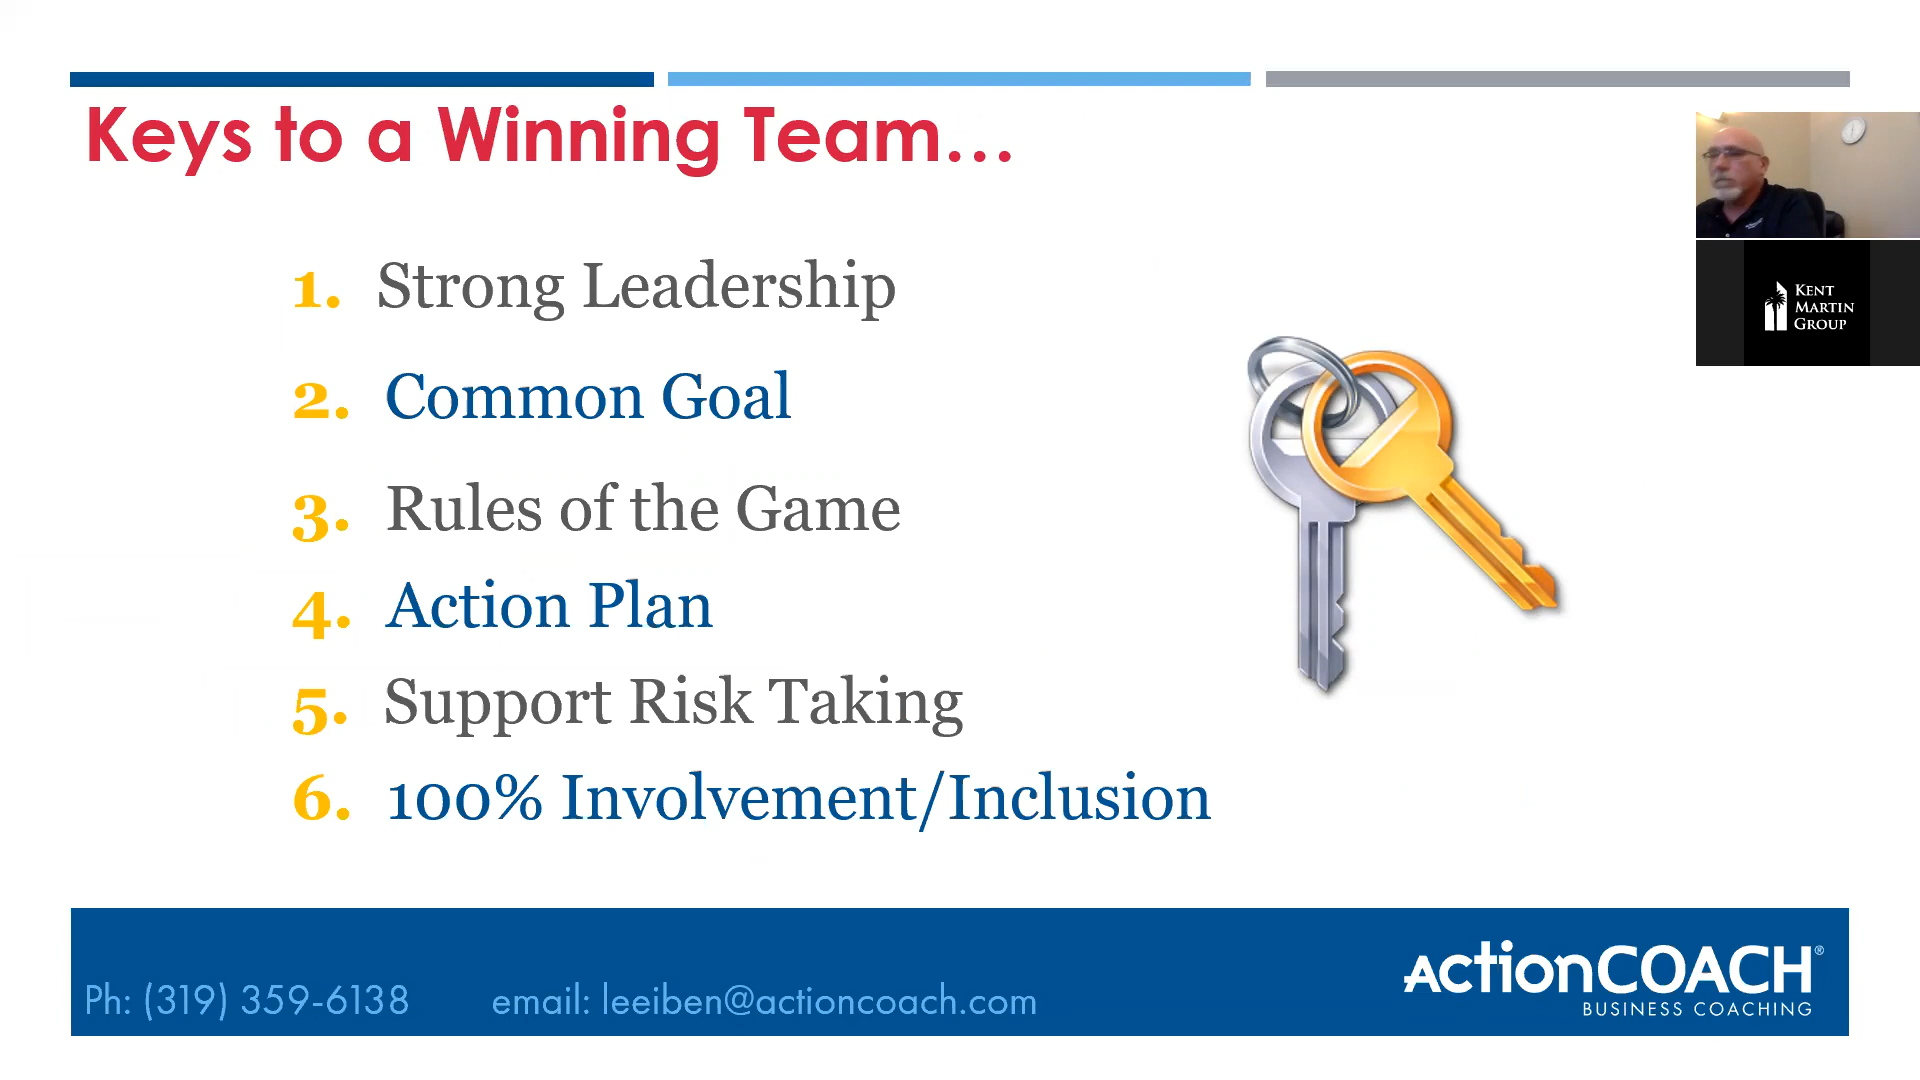 Keys to a Winning Team...
1. Strong Leadership
2. Common Goal
3. Rules of the Game
4. Action Plan
5. Support Risk Taking
6. 100% Involvement/Inclusion
KENT
MARTIN
GROUP
Ph: (319) 359-6138 email: leeiben@actioncoach.com
ActionCOACH®
BUSINESS COACHING